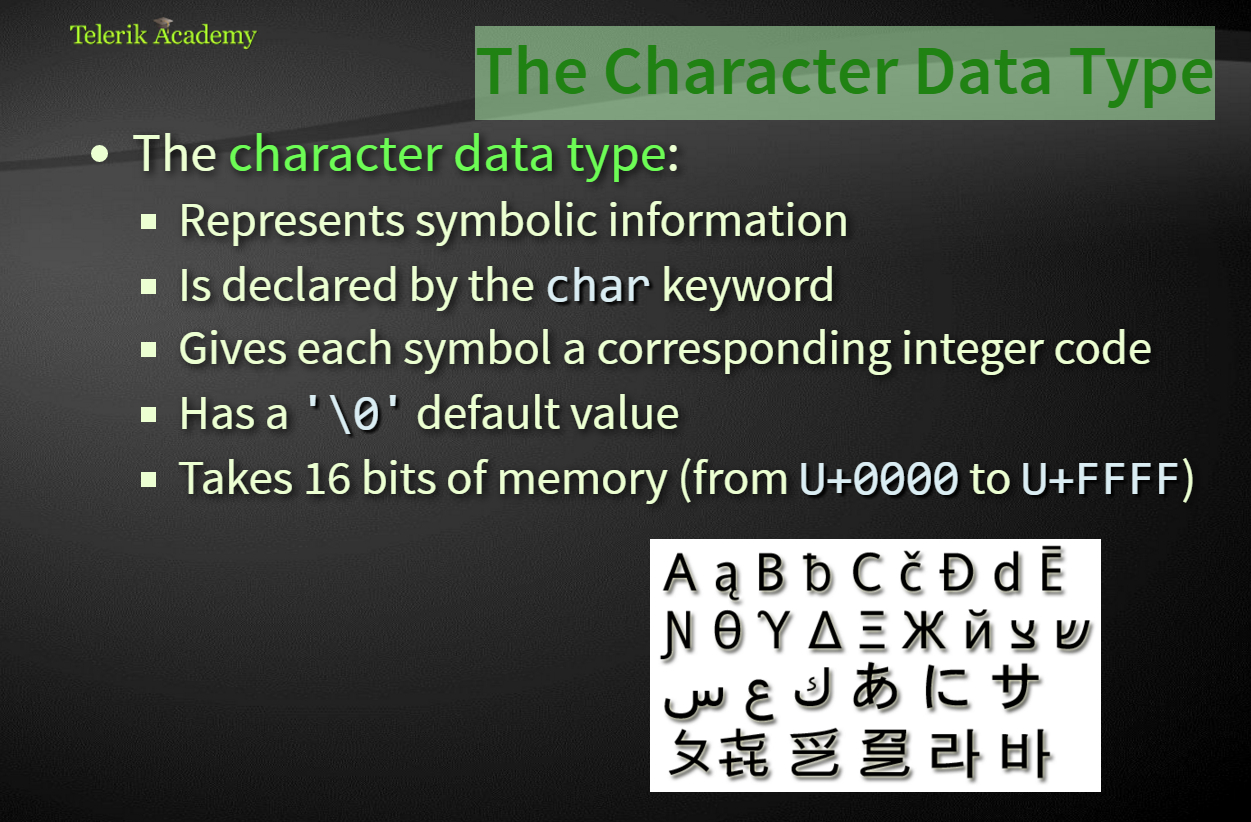 Telerik Academy
The Character Data Type
• The character data type:
▪ Represents symbolic information
▪ Is declared by the char keyword
▪ Gives each symbol a corresponding integer code
▪ Has a '\0' default value
▪ Takes 16 bits of memory (from U+0000 to U+FFFF)
A ą B ƀ C č Đ d Ē
Ɲ θ ϒ Δ Ξ Ж й צ ש
س ع ك あ に サ
ㄆ 라 바